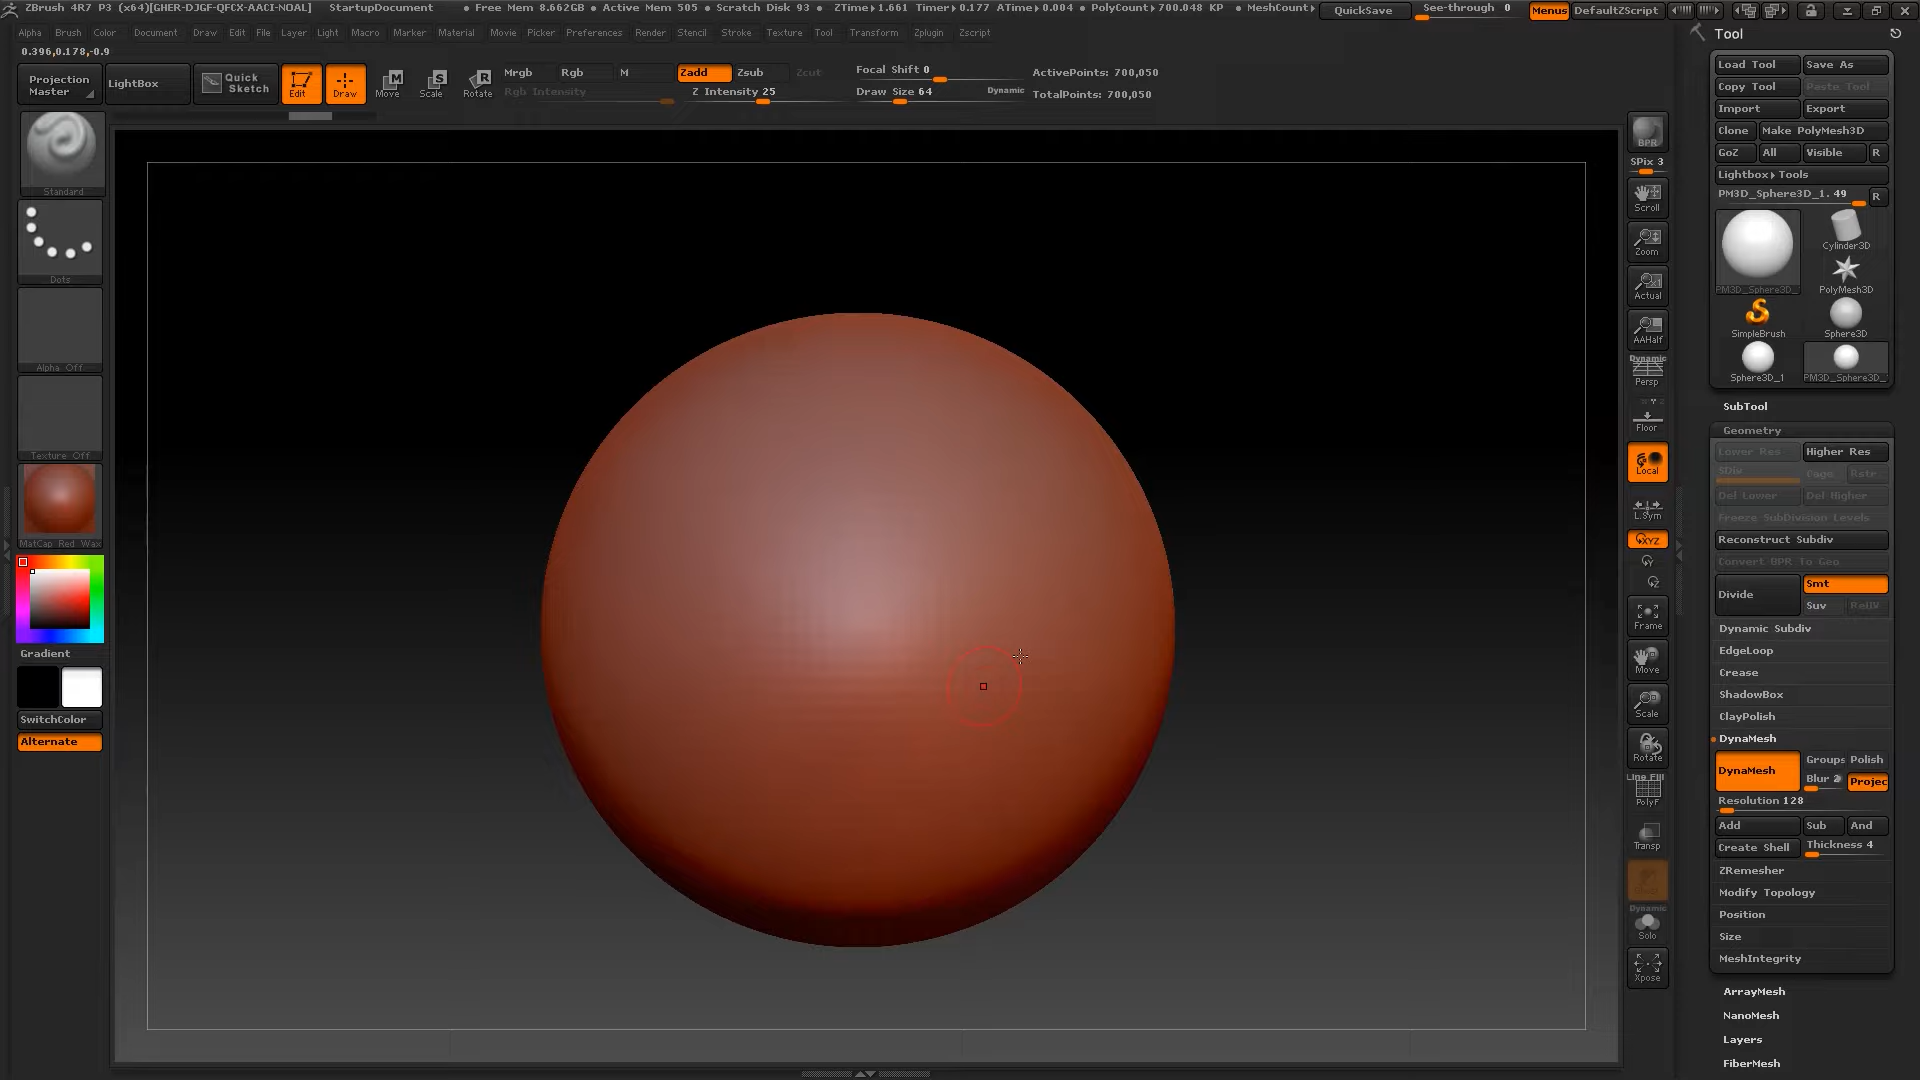 ZBrush 4R7 P3 (x64)[GHER-DJGF-QFCX-AACI-NOAL] StartupDocument ● Free Mem 8.662GB ● Active Mem 505 ● Scratch Disk 93 ● ZTime▸1.661 Timer▸0.177 ATime▸0.004 ● PolyCount▸700.048 KP ● MeshCount▸ QuickSave See-through 0 Menus DefaultZScript
Alpha Brush Color Document Draw Edit File Layer Light Macro Marker Material Movie Picker Preferences Render Stencil Stroke Texture Tool Transform Zplugin Zscript
0.396,0.178,-0.9
Projection Master
LightBox
Quick Sketch
Edit
Draw
Move
Scale
Rotate
Mrgb Rgb M
Rgb Intensity
Zadd Zsub Zcut
Z Intensity 25
Focal Shift 0
Draw Size 64 Dynamic
ActivePoints: 700,050
TotalPoints: 700,050
Standard
Dots
Alpha Off
Texture Off
MatCap Red Wax
Gradient
SwitchColor
Alternate
BPR
SPix 3
Scroll
Zoom
Actual
AAHalf
Dynamic
Persp
Floor
Local
L.Sym
XYZ
Y
Z
Frame
Move
Scale
Rotate
Line Fill
PolyF
Transp
Dynamic
Solo
Xpose
Tool
Load Tool Save As
Copy Tool Paste Tool
Import Export
Clone Make PolyMesh3D
GoZ All Visible R
Lightbox▸Tools
PM3D_Sphere3D_1. 49 R
PM3D_Sphere3D_
Cylinder3D
PolyMesh3D
SimpleBrush Sphere3D
Sphere3D_1 PM3D_Sphere3D_
SubTool
Geometry
Lower Res Higher Res
SDiv Cage Rstr
Del Lower Del Higher
Freeze SubDivision Levels
Reconstruct Subdiv
Convert BPR To Geo
Divide Smt
Suv ReUV
Dynamic Subdiv
EdgeLoop
Crease
ShadowBox
ClayPolish
DynaMesh
DynaMesh Groups Polish
Blur 2 Projec
Resolution 128
Add Sub And
Create Shell Thickness 4
ZRemesher
Modify Topology
Position
Size
MeshIntegrity
ArrayMesh
NanoMesh
Layers
FiberMesh